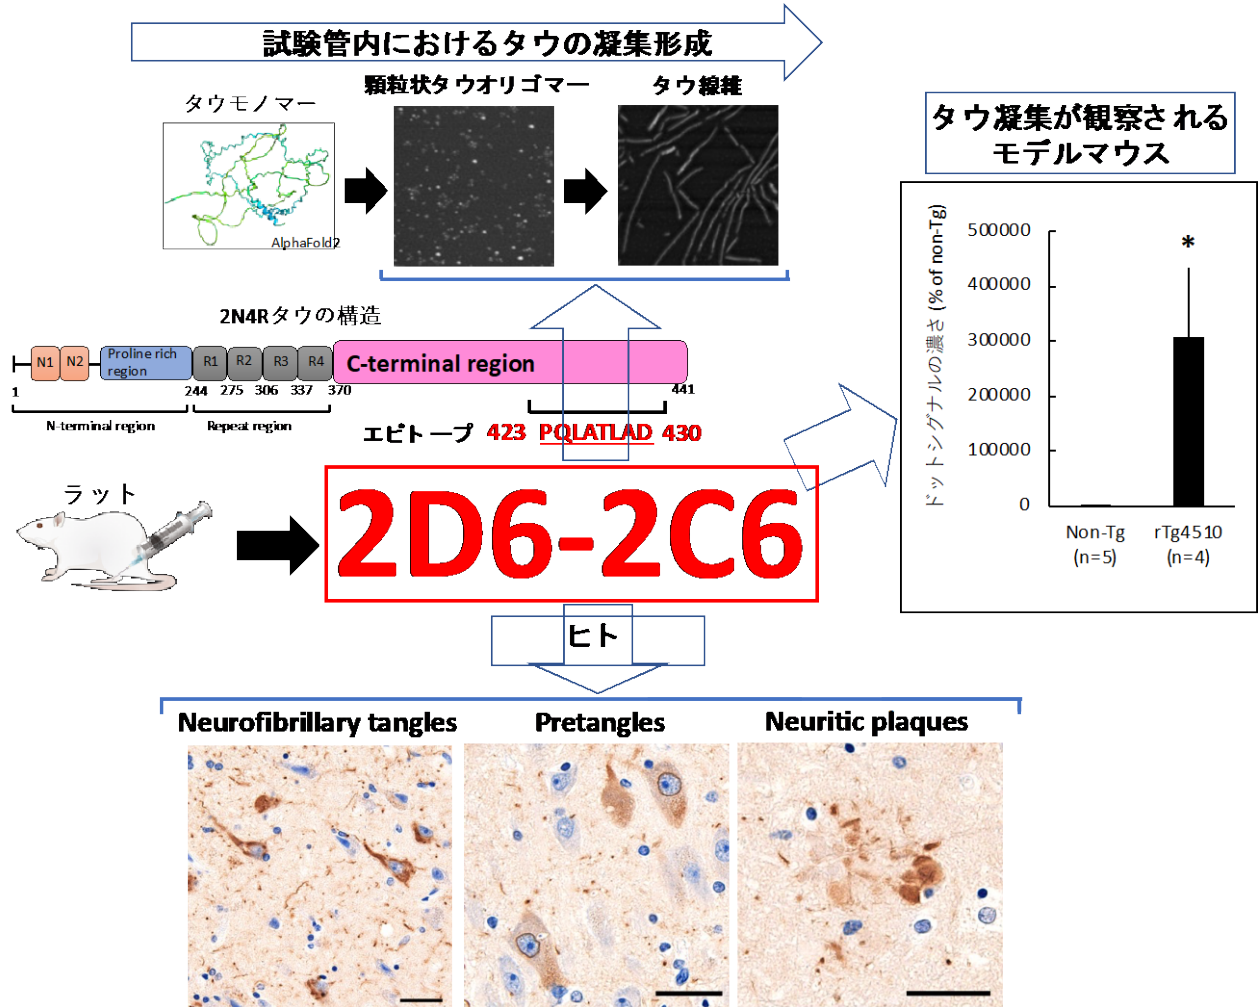 試験管内におけるタウの凝集形成
タウモノマー
顆粒状タウオリゴマー
タウ線維
AlphaFold2
2N4Rタウの構造
N1
N2
Proline rich
region
R1
R2
R3
R4
C-terminal region
1
244
275
306
337
370
441
N-terminal region
Repeat region
エピトープ 423 PQLATLAD 430
ラット
2D6-2C6
タウ凝集が観察される
モデルマウス
ドットシグナルの濃さ (% of non-Tg)
500000
400000
300000
200000
100000
0
*
Non-Tg
(n=5)
rTg4510
(n=4)
ヒト
Neurofibrillary tangles
Pretangles
Neuritic plaques